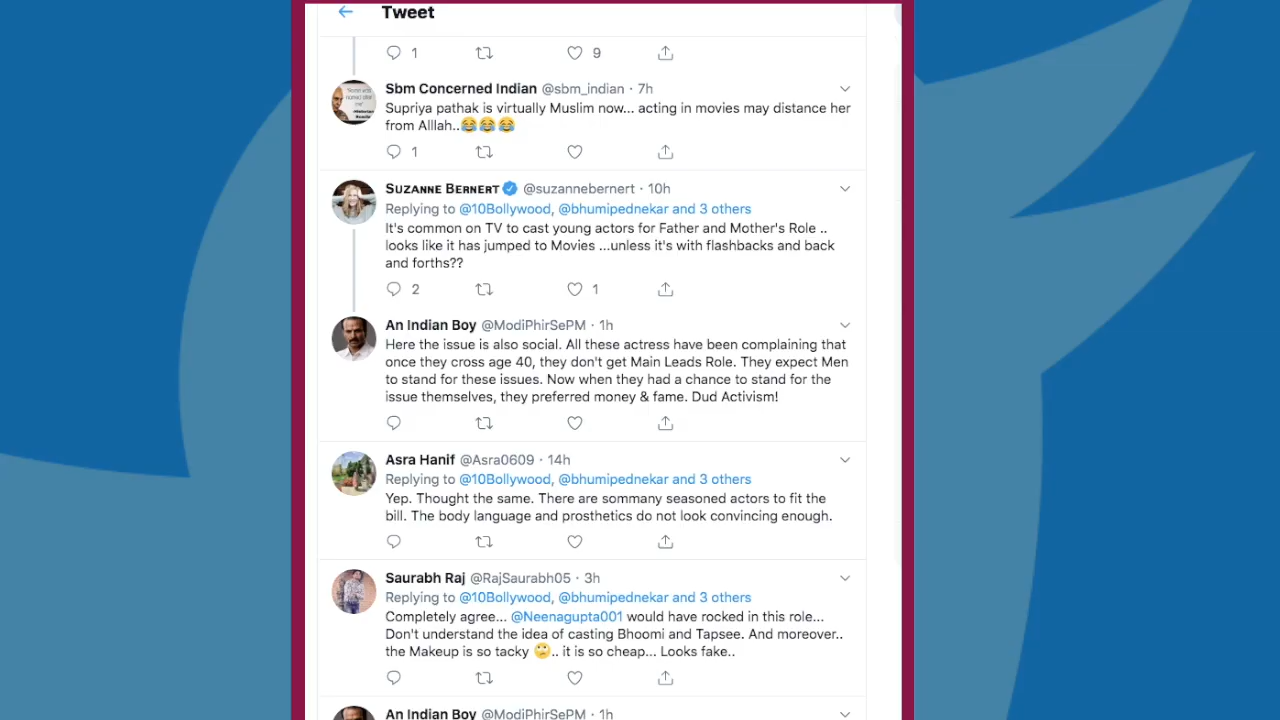 Tweet
1 9
Sbm Concerned Indian @sbm_indian · 7h
Supriya pathak is virtually Muslim now... acting in movies may distance her
from Alllah..😂😂😂
1
Suzanne Bernert @suzannebernert · 10h
Replying to @10Bollywood, @bhumipednekar and 3 others
It's common on TV to cast young actors for Father and Mother's Role ..
looks like it has jumped to Movies ...unless it's with flashbacks and back
and forths??
2 1
An Indian Boy @ModiPhirSePM · 1h
Here the issue is also social. All these actress have been complaining that
once they cross age 40, they don't get Main Leads Role. They expect Men
to stand for these issues. Now when they had a chance to stand for the
issue themselves, they preferred money & fame. Dud Activism!
Asra Hanif @Asra0609 · 14h
Replying to @10Bollywood, @bhumipednekar and 3 others
Yep. Thought the same. There are sommany seasoned actors to fit the
bill. The body language and prosthetics do not look convincing enough.
Saurabh Raj @RajSaurabh05 · 3h
Replying to @10Bollywood, @bhumipednekar and 3 others
Completely agree... @Neenagupta001 would have rocked in this role...
Don't understand the idea of casting Bhoomi and Tapsee. And moreover..
the Makeup is so tacky 🙄.. it is so cheap... Looks fake..
An Indian Boy @ModiPhirSePM · 1h